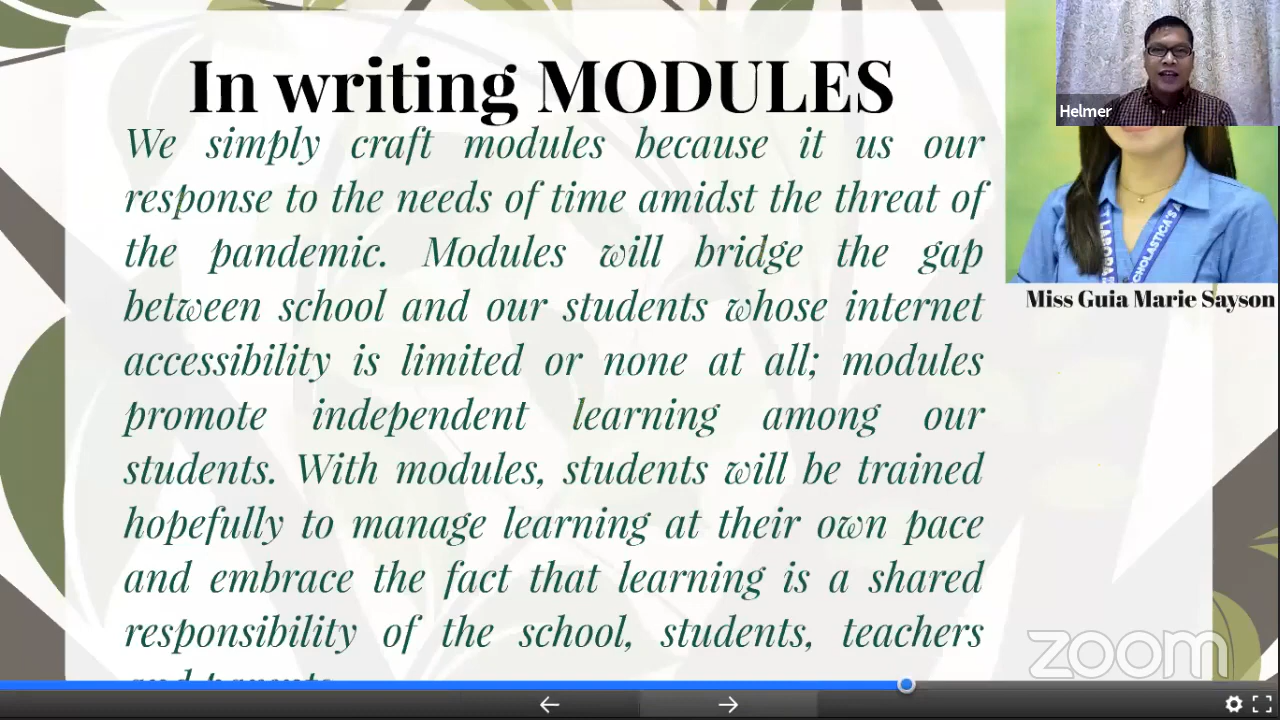 In writing MODULES
We simply craft modules because it us our
response to the needs of time amidst the threat of
the pandemic. Modules will bridge the gap
between school and our students whose internet
accessibility is limited or none at all; modules
promote independent learning among our
students. With modules, students will be trained
hopefully to manage learning at their own pace
and embrace the fact that learning is a shared
responsibility of the school, students, teachers
and parents
Helmer
Miss Guia Marie Sayson
zoom